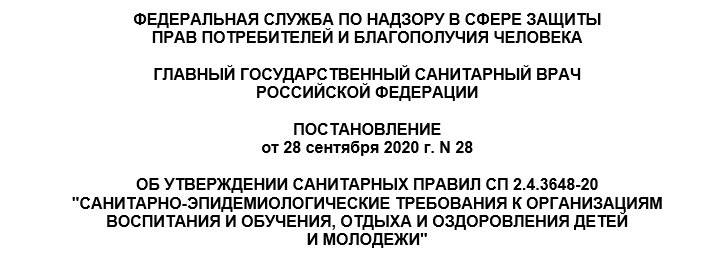 ФЕДЕРАЛЬНАЯ СЛУЖБА ПО НАДЗОРУ В СФЕРЕ ЗАЩИТЫ
ПРАВ ПОТРЕБИТЕЛЕЙ И БЛАГОПОЛУЧИЯ ЧЕЛОВЕКА
ГЛАВНЫЙ ГОСУДАРСТВЕННЫЙ САНИТАРНЫЙ ВРАЧ
РОССИЙСКОЙ ФЕДЕРАЦИИ
ПОСТАНОВЛЕНИЕ
от 28 сентября 2020 г. N 28
ОБ УТВЕРЖДЕНИИ САНИТАРНЫХ ПРАВИЛ СП 2.4.3648-20
"САНИТАРНО-ЭПИДЕМИОЛОГИЧЕСКИЕ ТРЕБОВАНИЯ К ОРГАНИЗАЦИЯМ
ВОСПИТАНИЯ И ОБУЧЕНИЯ, ОТДЫХА И ОЗДОРОВЛЕНИЯ ДЕТЕЙ
И МОЛОДЕЖИ"